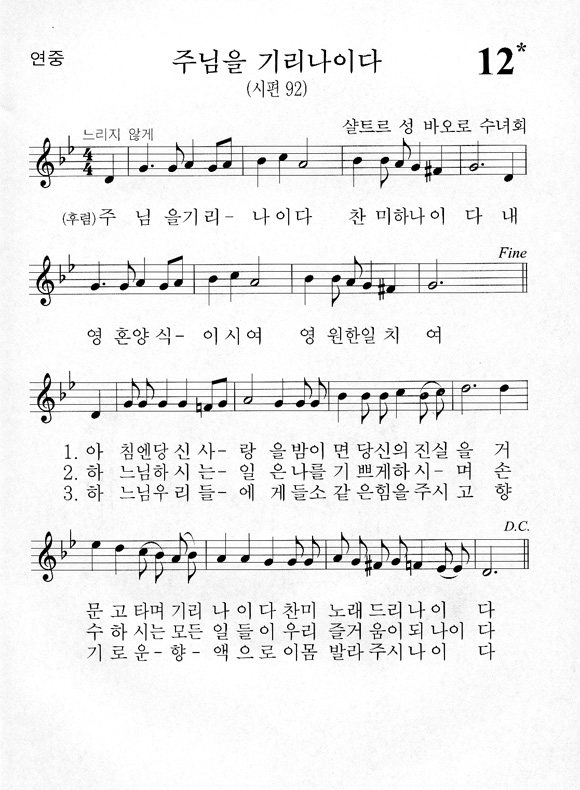 연중
주님을 기리나이다
12*
(시편 92)
샬트르 성 바오로 수녀회
느리지 않게
(후렴)주 님 을기리- 나이다 찬 미하나이 다 내
Fine
영 혼양 식- 이시여 영 원한일 치 여
1. 아 침엔당 신 사- 랑 을 밤이 면 당신의 진실 을 거
2. 하 느님하 시 는- 일 은 나를 기 쁘게하 시- 며 손
3. 하 느님우 리 들- 에 게 들소 같 은힘을 주시 고 향
D.C.
문 고 타며 기리 나 이 다 찬미 노래 드리 나이 다
수 하 시는 모든 일 들 이 우리 즐거 움이 되 나이 다
기 로 운- 향- 액 으 로 이몸 발라 주시 나 이 다